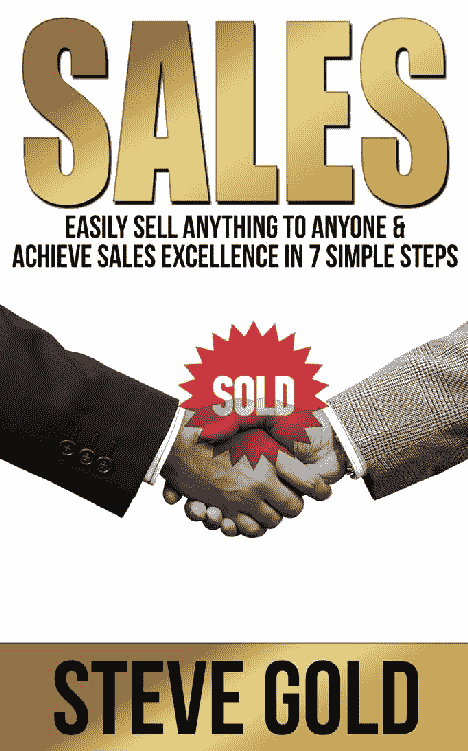 SALES
EASILY SELL ANYTHING TO ANYONE &
ACHIEVE SALES EXCELLENCE IN 7 SIMPLE STEPS
SOLD
STEVE GOLD